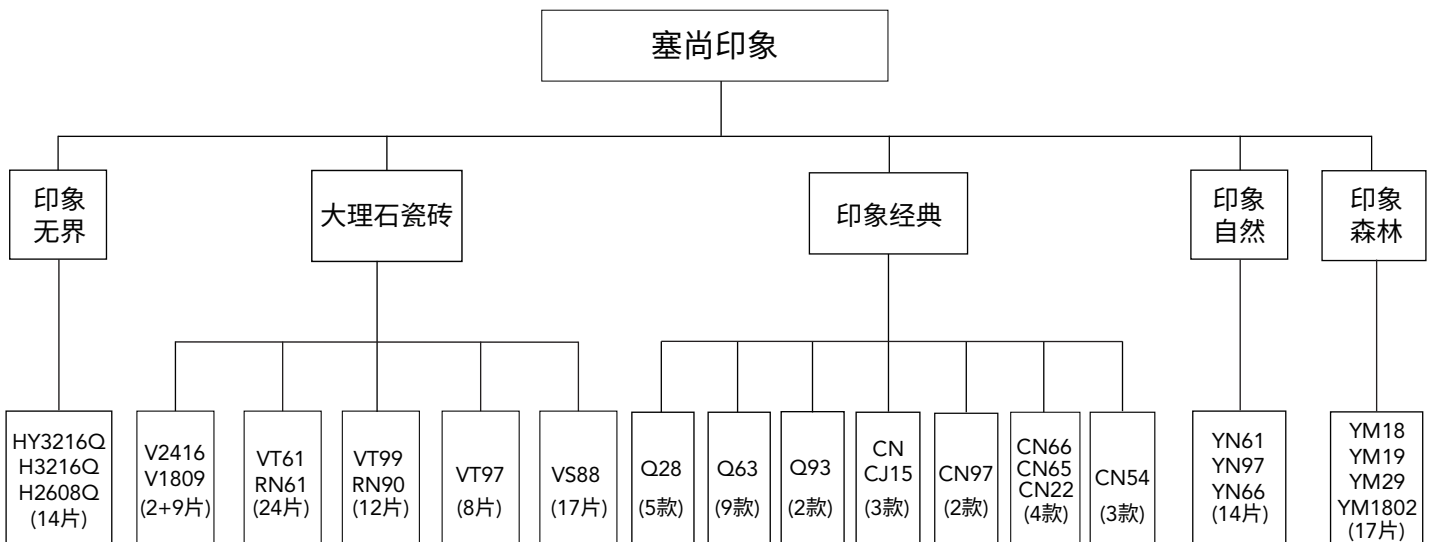 塞尚印象
印象
无界
大理石瓷砖
印象经典
印象
自然
印象
森林
HY3216Q
H3216Q
H2608Q
(14片)
V2416
V1809
(2+9片)
VT61
RN61
(24片)
VT99
RN90
(12片)
VT97
(8片)
VS88
(17片)
Q28
(5款)
Q63
(9款)
Q93
(2款)
CN
CJ15
(3款)
CN97
(2款)
CN66
CN65
CN22
(4款)
CN54
(3款)
YN61
YN97
YN66
(14片)
YM18
YM19
YM29
YM1802
(17片)